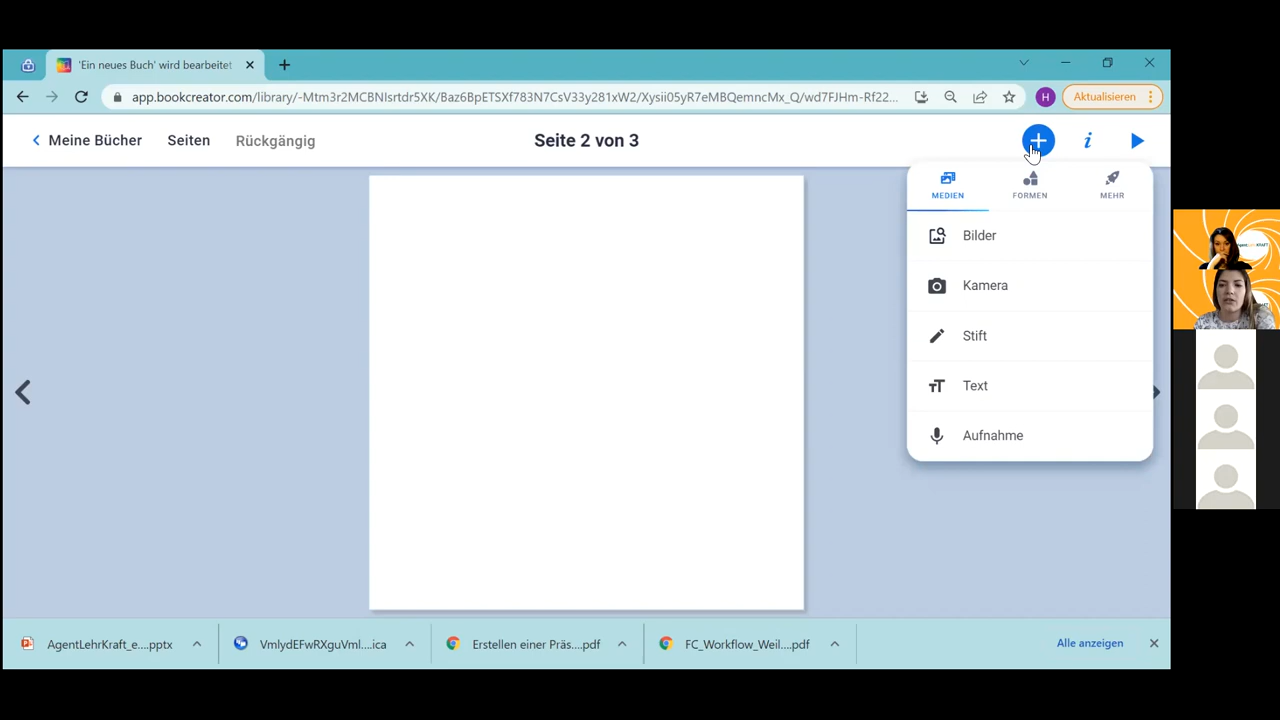 'Ein neues Buch' wird bearbeitet
app.bookcreator.com/library/-Mtm3r2MCBNIsrtdr5XK/Baz6BpETSXf783N7CsV33y281xW2/Xysii05yR7eMBQemncMx_Q/wd7FJHm-Rf22...
H
Aktualisieren
Meine Bücher
Seiten
Rückgängig
Seite 2 von 3
MEDIEN
FORMEN
MEHR
Bilder
Kamera
Stift
Text
Aufnahme
AgentLehrKraft_e....pptx
VmlydEFwRXguVml....ica
Erstellen einer Präs....pdf
FC_Workflow_Weil....pdf
Alle anzeigen